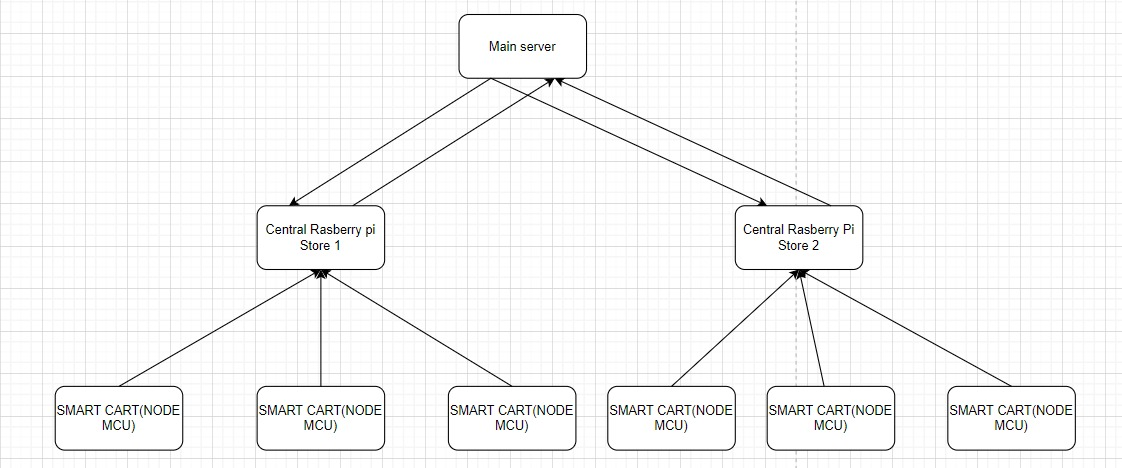 Main server
Central Rasberry pi
Store 1
Central Rasberry Pi
Store 2
SMART CART(NODE
MCU)
SMART CART(NODE
MCU)
SMART CART(NODE
MCU)
SMART CART(NODE
MCU)
SMART CART(NODE
MCU)
SMART CART(NODE
MCU)